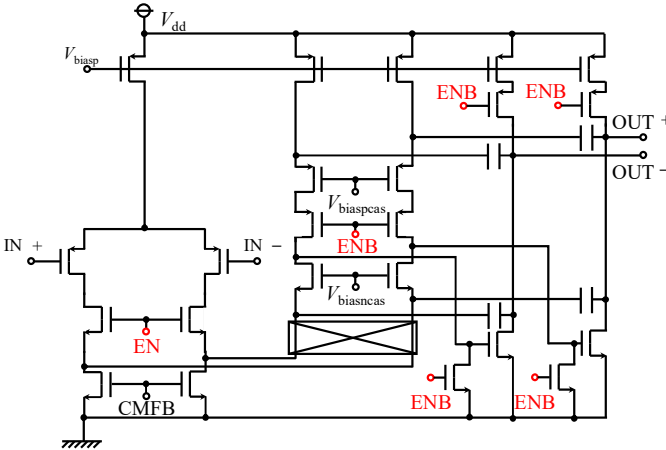 V_dd
V_biasp
ENB ENB
OUT +
OUT −
V_biaspcas
IN + IN − ENB
V_biasncas
EN
CMFB ENB ENB